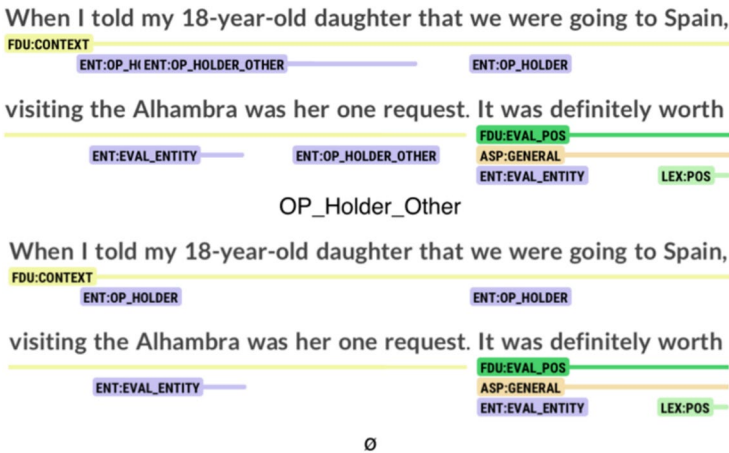 When I told my 18-year-old daughter that we were going to Spain,
FDU:CONTEXT
ENT:OP_H ENT:OP_HOLDER_OTHER ENT:OP_HOLDER
visiting the Alhambra was her one request. It was definitely worth
FDU:EVAL_POS
ENT:EVAL_ENTITY ENT:OP_HOLDER_OTHER ASP:GENERAL
ENT:EVAL_ENTITY LEX:POS
OP_Holder_Other
When I told my 18-year-old daughter that we were going to Spain,
FDU:CONTEXT
ENT:OP_HOLDER ENT:OP_HOLDER
visiting the Alhambra was her one request. It was definitely worth
FDU:EVAL_POS
ENT:EVAL_ENTITY ASP:GENERAL
ENT:EVAL_ENTITY LEX:POS
ø